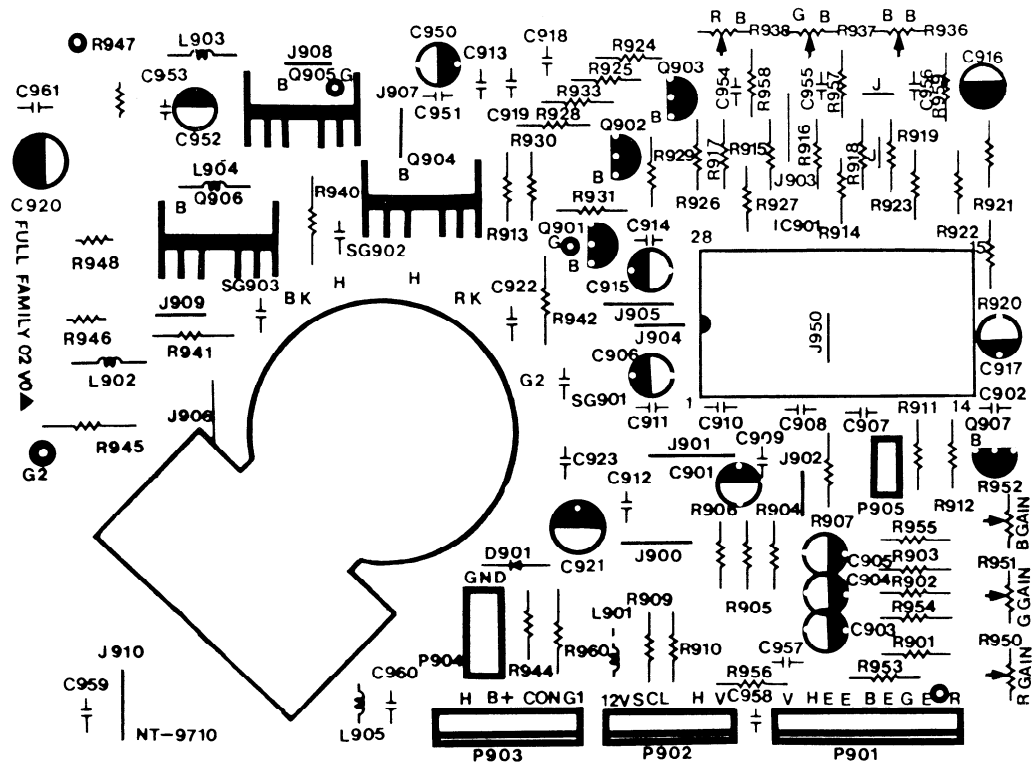 R B
G B
B B
R938
R937
R936
R947
L903
J908
C950
C913
C918
R924
Q903
C916
C954
R958
C955
R957
J
C956
R959
Q905
B
G
C953
C961
C952
J907
C951
R925
R933
C919
R928
Q902
B
R930
Q904
B
B
R929
R917
R915
R916
R918
J
R919
L904
Q906
B
R940
C920
R931
J903
R926
R927
R923
R921
R913
Q901
G
B
C914
IC901
R914
R922
28
15
SG902
R948
FULL FAMILY 02 V0
SG903
BK
H
H
RK
C922
C915
J909
R942
J905
J904
J950
R920
R946
R941
C906
C917
L902
G2
SG901
C902
J906
C911
1
C910
C908
C907
R911
14
R945
G2
Q907
B
J901
C909
J902
C901
C923
C912
R952
B GAIN
R906
R904
R907
P905
R912
R955
D901
C921
J900
C905
R903
R951
G GAIN
GND
C904
R902
L901
R909
R905
R954
C903
R901
R950
R GAIN
J910
P904
R944
R960
R910
C957
R953
C959
C960
R956
C958
H B+ CON G1
12V SCL H V
V H EE B E G E R
NT-9710
L905
P903
P902
P901